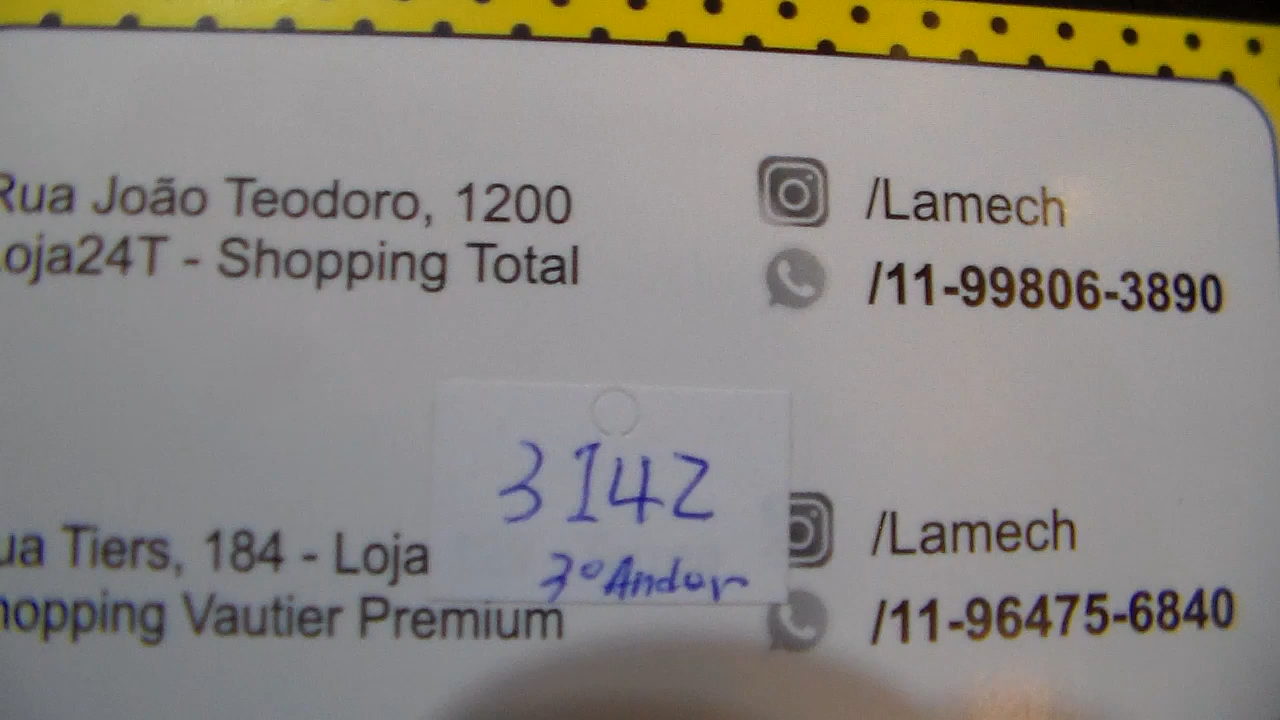 Rua João Teodoro, 1200
Loja24T - Shopping Total
/Lamech
/11-99806-3890
3142
3º Andar
ua Tiers, 184 - Loja
hopping Vautier Premium
/Lamech
/11-96475-6840